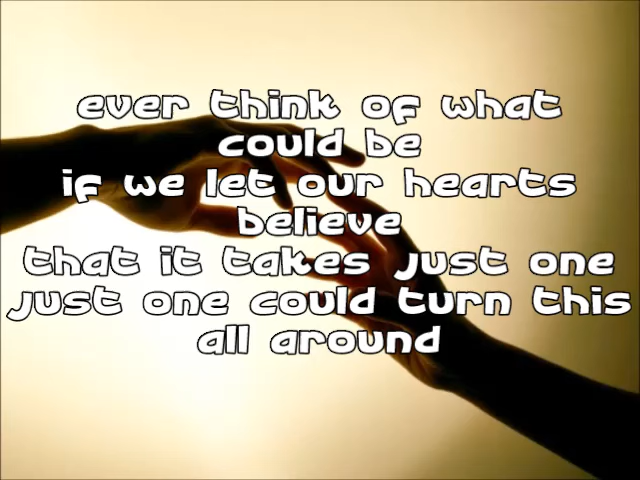 ever think of what
could be
if we let our hearts
believe
that it takes just one
just one could turn this
all around